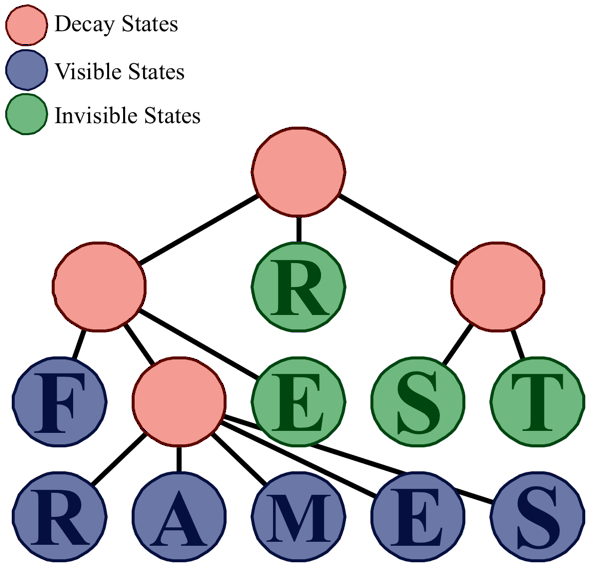 Decay States
Visible States
Invisible States
R
F E S T
R A M E S